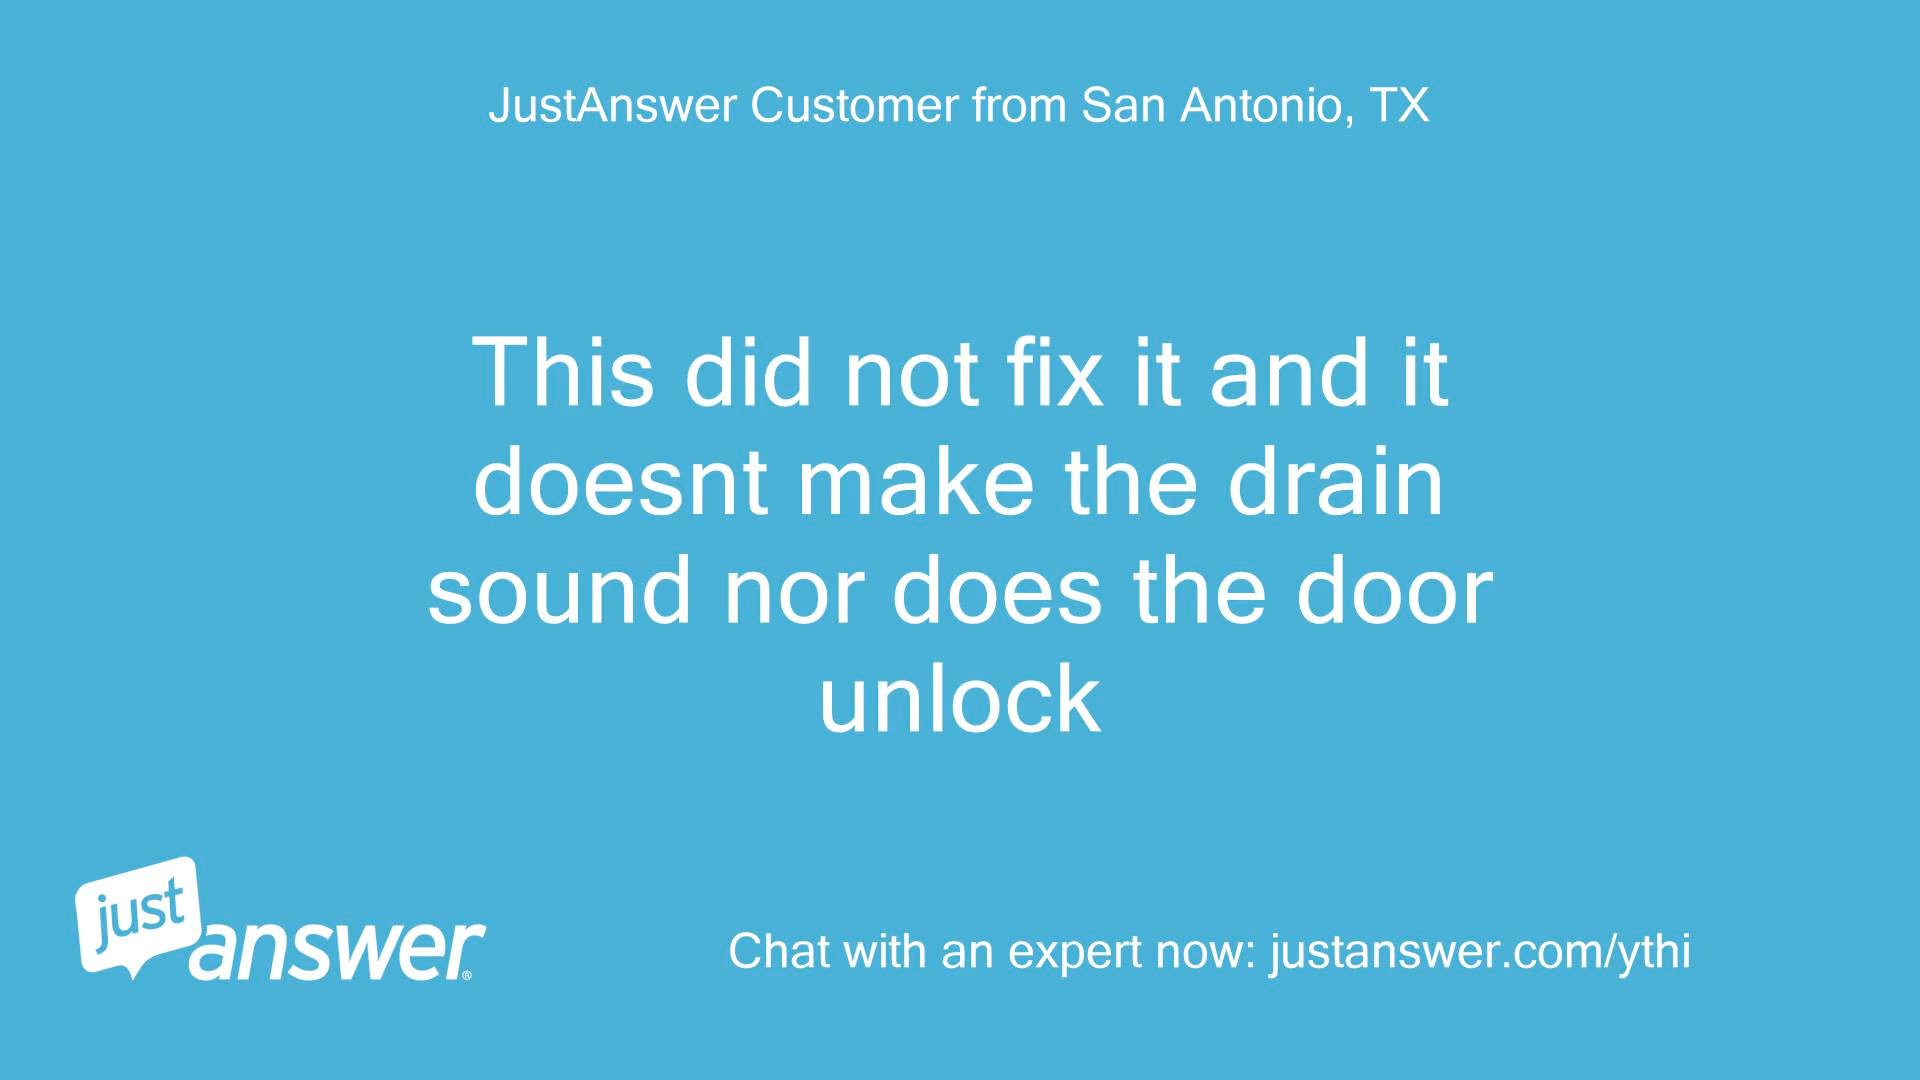 JustAnswer Customer from San Antonio, TX
This did not fix it and it
doesnt make the drain
sound nor does the door
unlock
just
answer®
Chat with an expert now: justanswer.com/ythi